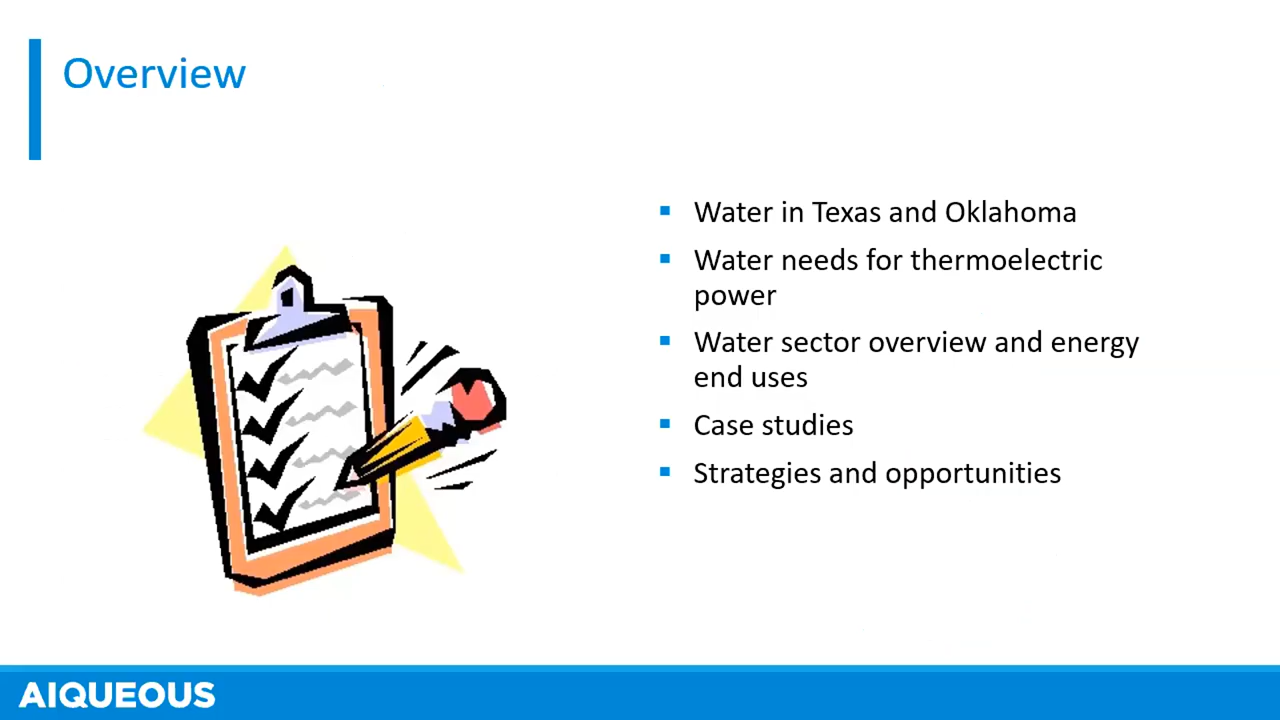 Overview
Water in Texas and Oklahoma
Water needs for thermoelectric
power
Water sector overview and energy
end uses
Case studies
Strategies and opportunities
AIQUEOUS